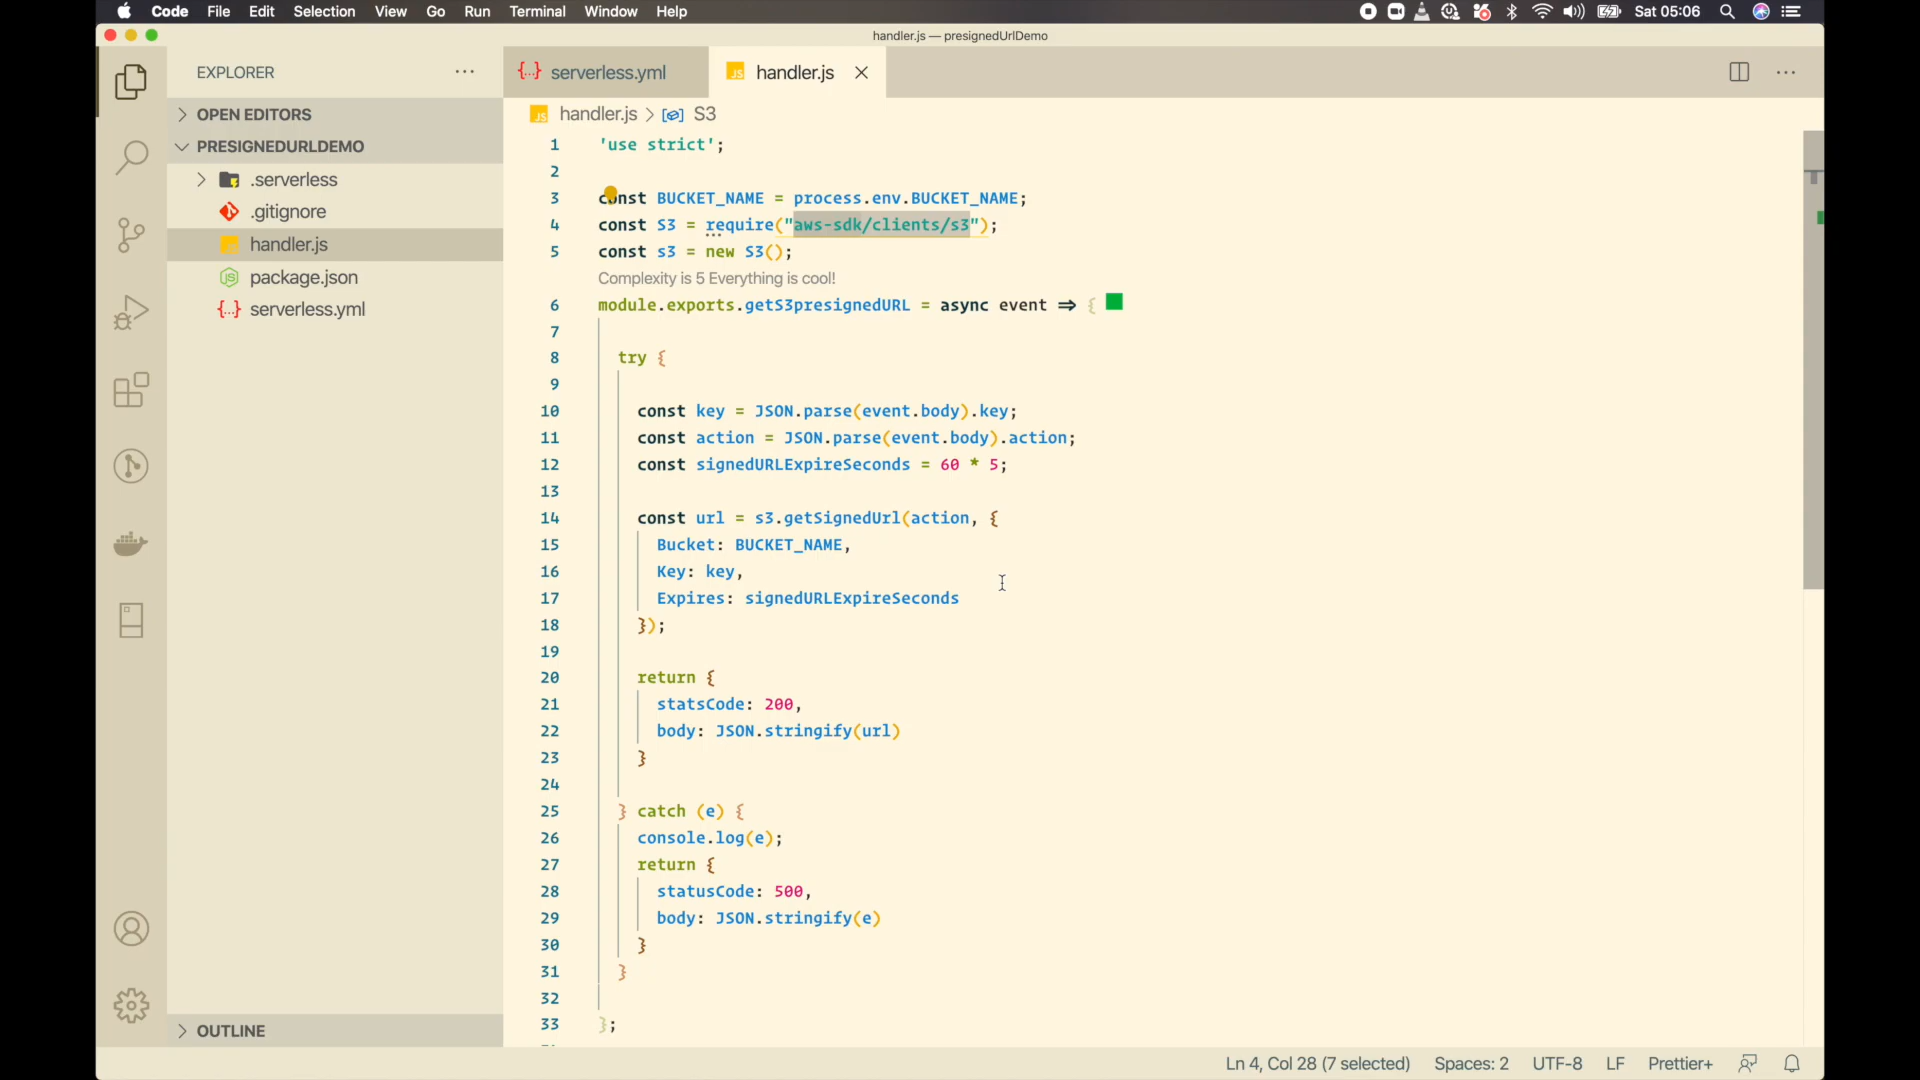 Code File Edit Selection View Go Run Terminal Window Help
Sat 05:06
handler.js — presignedUrlDemo
EXPLORER
OPEN EDITORS
PRESIGNEDURLDEMO
.serverless
.gitignore
handler.js
package.json
serverless.yml
OUTLINE
serverless.yml
handler.js
handler.js > S3
1 'use strict';
2
3 const BUCKET_NAME = process.env.BUCKET_NAME;
4 const S3 = require("aws-sdk/clients/s3");
5 const s3 = new S3();
Complexity is 5 Everything is cool!
6 module.exports.getS3presignedURL = async event ⇒ {
7
8 try {
9
10 const key = JSON.parse(event.body).key;
11 const action = JSON.parse(event.body).action;
12 const signedURLExpireSeconds = 60 * 5;
13
14 const url = s3.getSignedUrl(action, {
15 Bucket: BUCKET_NAME,
16 Key: key,
17 Expires: signedURLExpireSeconds
18 });
19
20 return {
21 statsCode: 200,
22 body: JSON.stringify(url)
23 }
24
25 } catch (e) {
26 console.log(e);
27 return {
28 statusCode: 500,
29 body: JSON.stringify(e)
30 }
31 }
32
33 };
Ln 4, Col 28 (7 selected) Spaces: 2 UTF-8 LF Prettier+